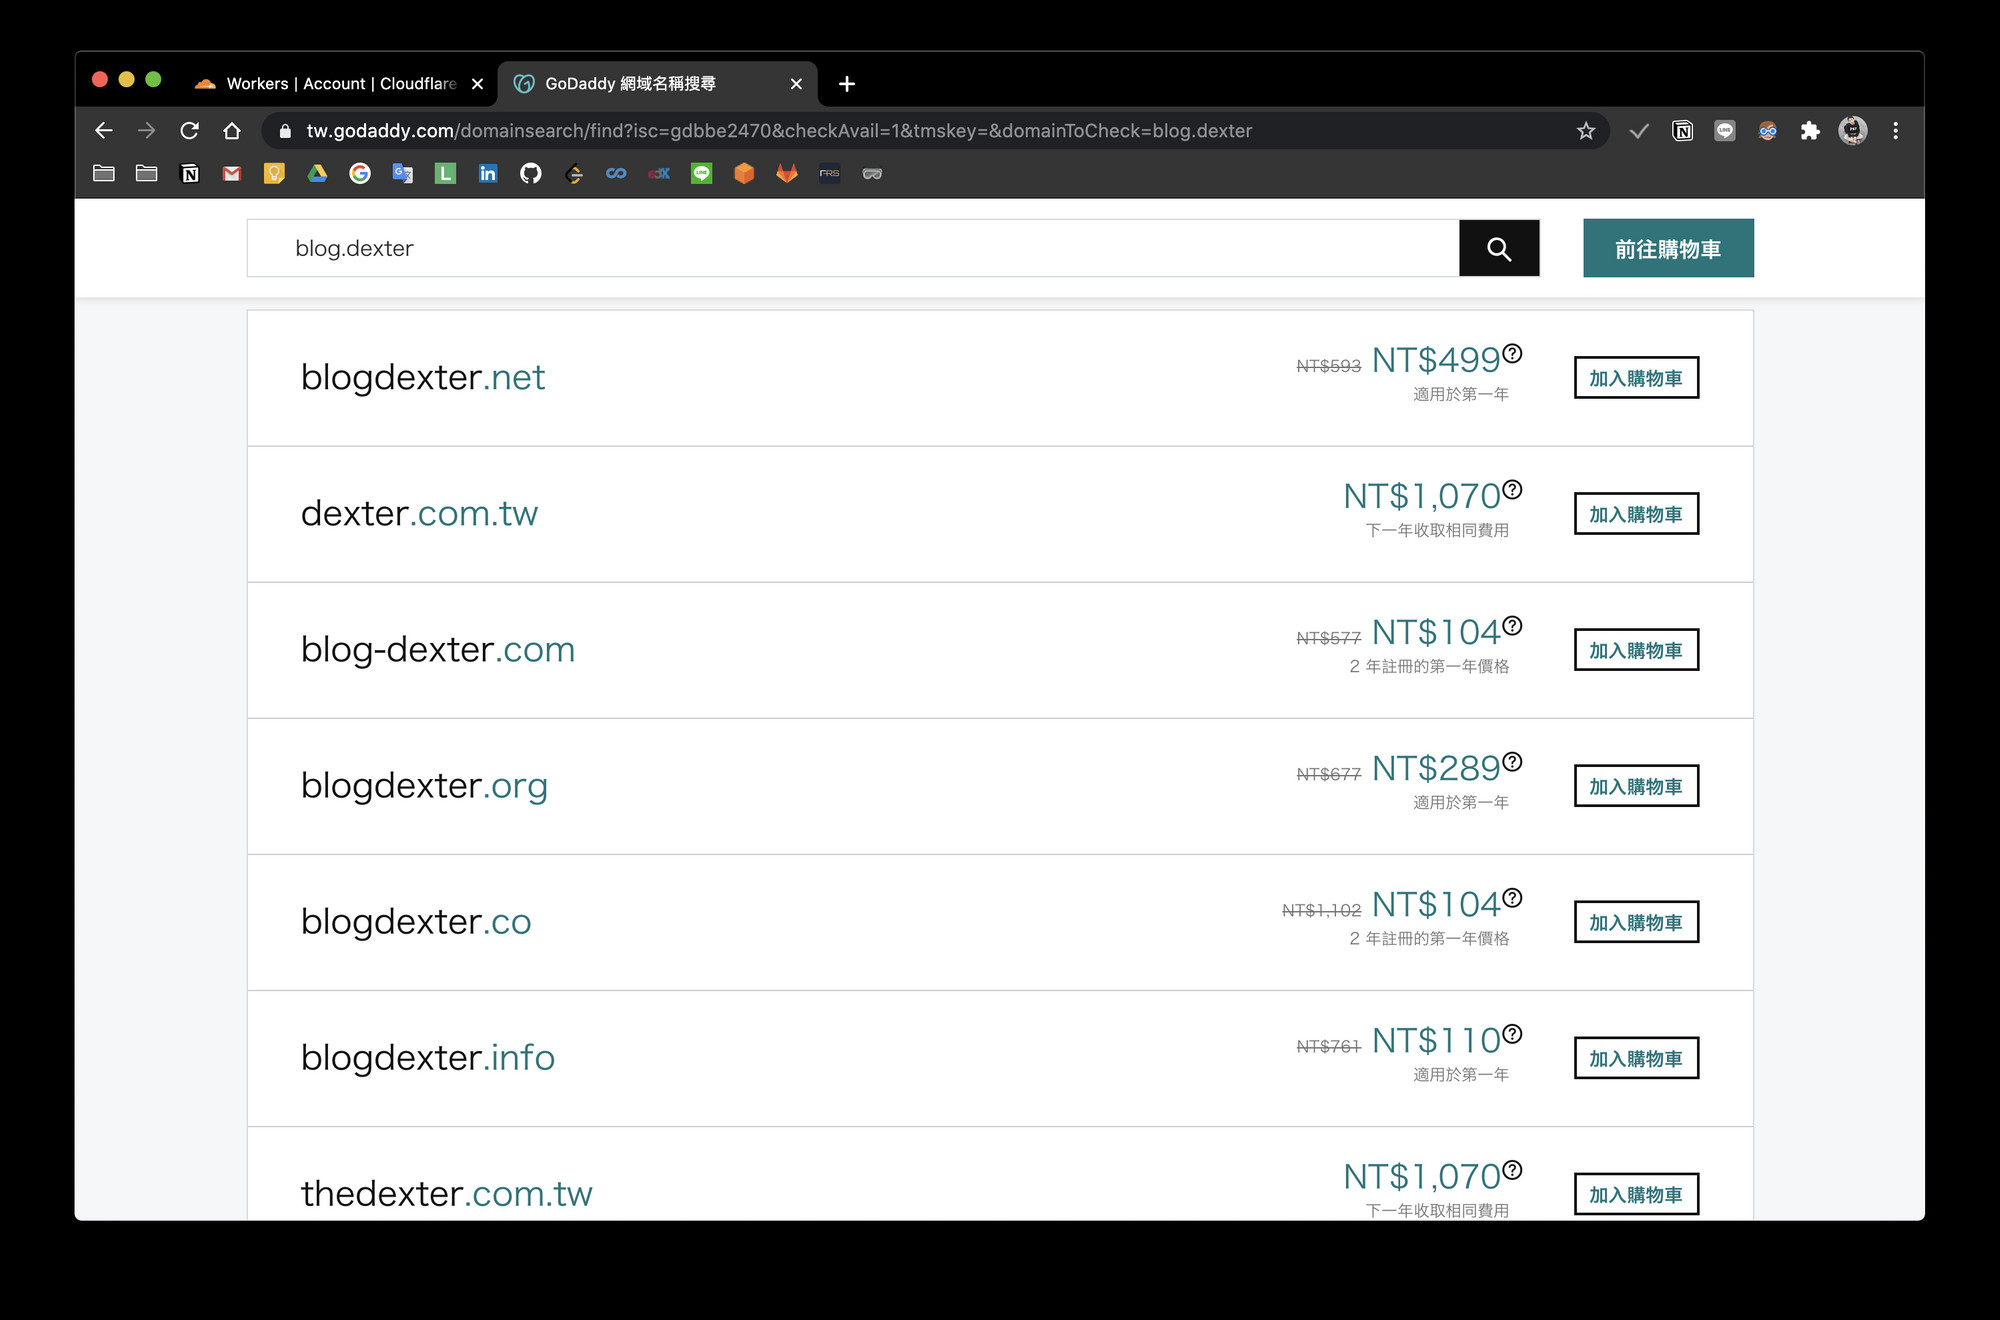 Workers | Account | Cloudflare
GoDaddy 網域名稱搜尋
tw.godaddy.com/domainsearch/find?isc=gdbbe2470&checkAvail=1&tmskey=&domainToCheck=blog.dexter
blog.dexter
前往購物車
blogdexter.net
NT$593 NT$499
適用於第一年
加入購物車
dexter.com.tw
NT$1,070
下一年收取相同費用
加入購物車
blog-dexter.com
NT$577 NT$104
2 年註冊的第一年價格
加入購物車
blogdexter.org
NT$677 NT$289
適用於第一年
加入購物車
blogdexter.co
NT$1,102 NT$104
2 年註冊的第一年價格
加入購物車
blogdexter.info
NT$761 NT$110
適用於第一年
加入購物車
thedexter.com.tw
NT$1,070
下一年收取相同費用
加入購物車